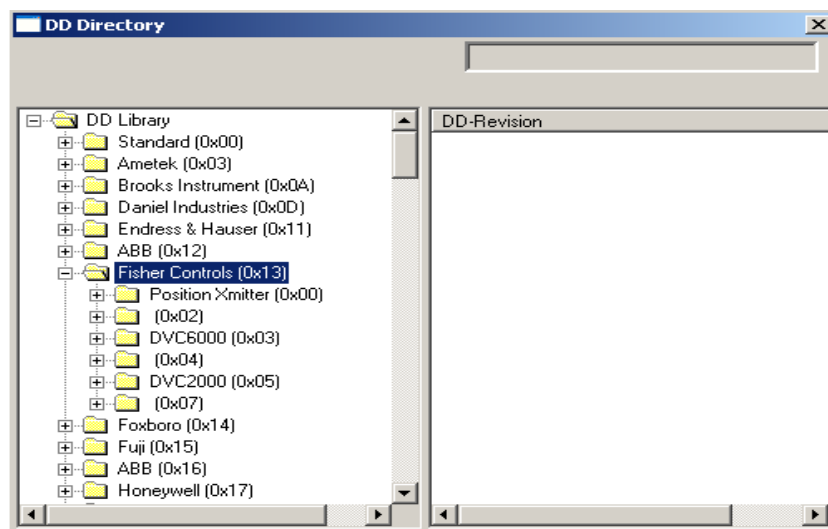 DD Directory
DD Library
Standard (0x00)
Ametek (0x03)
Brooks Instrument (0x0A)
Daniel Industries (0x0D)
Endress & Hauser (0x11)
ABB (0x12)
Fisher Controls (0x13)
Position Xmitter (0x00)
(0x02)
DVC6000 (0x03)
(0x04)
DVC2000 (0x05)
(0x07)
Foxboro (0x14)
Fuji (0x15)
ABB (0x16)
Honeywell (0x17)
DD-Revision